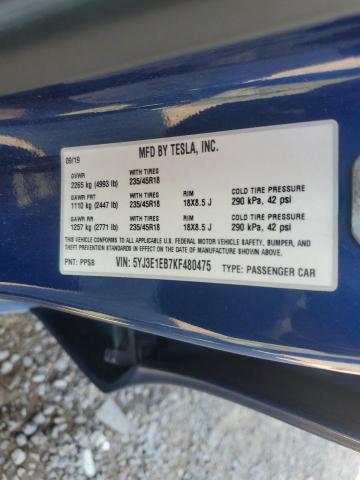 09/19 MFD BY TESLA, INC.
GVWR WITH TIRES
2265 kg (4993 lb) 235/45R18
GAWR FRT WITH TIRES RIM COLD TIRE PRESSURE
1110 kg (2447 lb) 235/45R18 18X8.5 J 290 kPa, 42 psi
GAWR RR WITH TIRES RIM COLD TIRE PRESSURE
1257 kg (2771 lb) 235/45R18 18X8.5 J 290 kPa, 42 psi
THIS VEHICLE CONFORMS TO ALL APPLICABLE U.S. FEDERAL MOTOR VEHICLE SAFETY, BUMPER, AND
THEFT PREVENTION STANDARDS IN EFFECT ON THE DATE OF MANUFACTURE SHOWN ABOVE.
PNT: PPSB VIN: 5YJ3E1EB7KF480475 TYPE: PASSENGER CAR